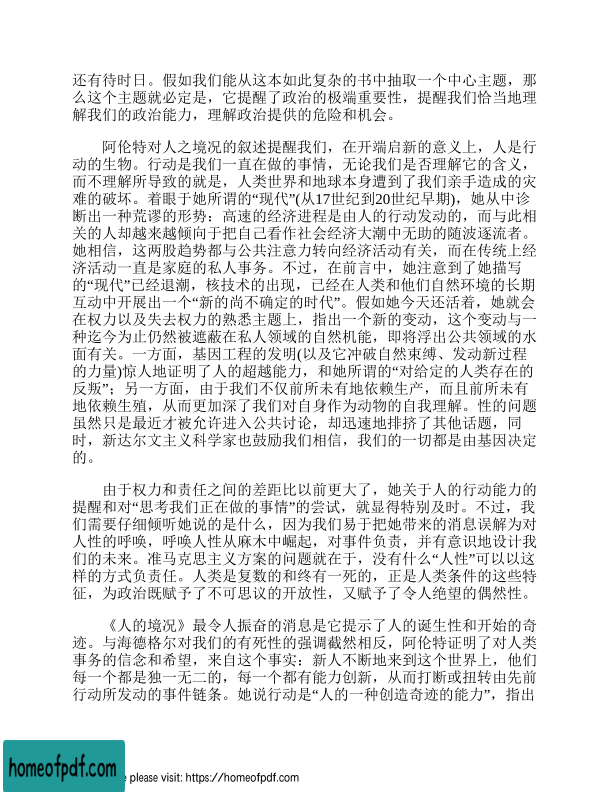 还有待时日。假如我们能从这本如此复杂的书中抽取一个中心主题，那
么这个主题就必定是，它提醒了政治的极端重要性，提醒我们恰当地理
解我们的政治能力，理解政治提供的危险和机会。
阿伦特对人之境况的叙述提醒我们，在开端启新的意义上，人是行
动的生物。行动是我们一直在做的事情，无论我们是否理解它的含义，
而不理解所导致的就是，人类世界和地球本身遭到了我们亲手造成的灾
难的破坏。着眼于她所谓的“现代”(从17世纪到20世纪早期)，她从中诊
断出一种荒谬的形势：高速的经济进程是由人的行动发动的，而与此相
关的人却越来越倾向于把自己看作社会经济大潮中无助的随波逐流者。
她相信，这两股趋势都与公共注意力转向经济活动有关，而在传统上经
济活动一直是家庭的私人事务。不过，在前言中，她注意到了她描写
的“现代”已经退潮，核技术的出现，已经在人类和他们自然环境的长期
互动中开展出一个“新的尚不确定的时代”。假如她今天还活着，她就会
在权力以及失去权力的熟悉主题上，指出一个新的变动，这个变动与一
种迄今为止仍然被遮蔽在私人领域的自然机能，即将浮出公共领域的水
面有关。一方面，基因工程的发明(以及它冲破自然束缚、发动新过程
的力量)惊人地证明了人的超越能力，和她所谓的“对给定的人类存在的
反叛”；另一方面，由于我们不仅前所未有地依赖生产，而且前所未有
地依赖生殖，从而更加深了我们对自身作为动物的自我理解。性的问题
虽然只是最近才被允许进入公共讨论，却迅速地排挤了其他话题，同
时，新达尔文主义科学家也鼓励我们相信，我们的一切都是由基因决定
的。
由于权力和责任之间的差距比以前更大了，她关于人的行动能力的
提醒和对“思考我们正在做的事情”的尝试，就显得特别及时。不过，我
们需要仔细倾听她说的是什么，因为我们易于把她带来的消息误解为对
人性的呼唤，呼唤人性从麻木中崛起，对事件负责，并有意识地设计我
们的未来。准马克思主义方案的问题就在于，没有什么“人性”可以以这
样的方式负责任。人类是复数的和终有一死的，正是人类条件的这些特
征，为政治既赋予了不可思议的开放性，又赋予了令人绝望的偶然性。
《人的境况》最令人振奋的消息是它提示了人的诞生性和开始的奇
迹。与海德格尔对我们的有死性的强调截然相反，阿伦特证明了对人类
事务的信念和希望，来自这个事实：新人不断地来到这个世界上，他们
每一个都是独一无二的，每一个都有能力创新，从而打断或扭转由先前
行动所发动的事件链条。她说行动是“人的一种创造奇迹的能力”，指出
homeofpdf.com
e please visit: https://homeofpdf.com